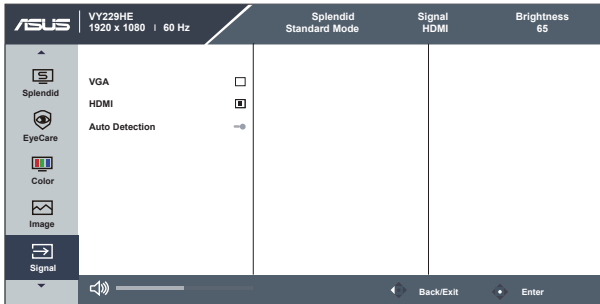 ASUS
VY229HE
1920 x 1080 | 60 Hz
Splendid
Standard Mode
Signal
HDMI
Brightness
65
Splendid
EyeCare
Color
Image
Signal
VGA
HDMI
Auto Detection
Back/Exit
Enter